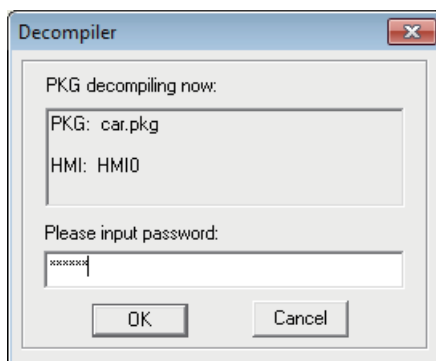 Decompiler
PKG decompiling now:
PKG: car.pkg
HMI: HMI0
Please input password:
******
OK
Cancel